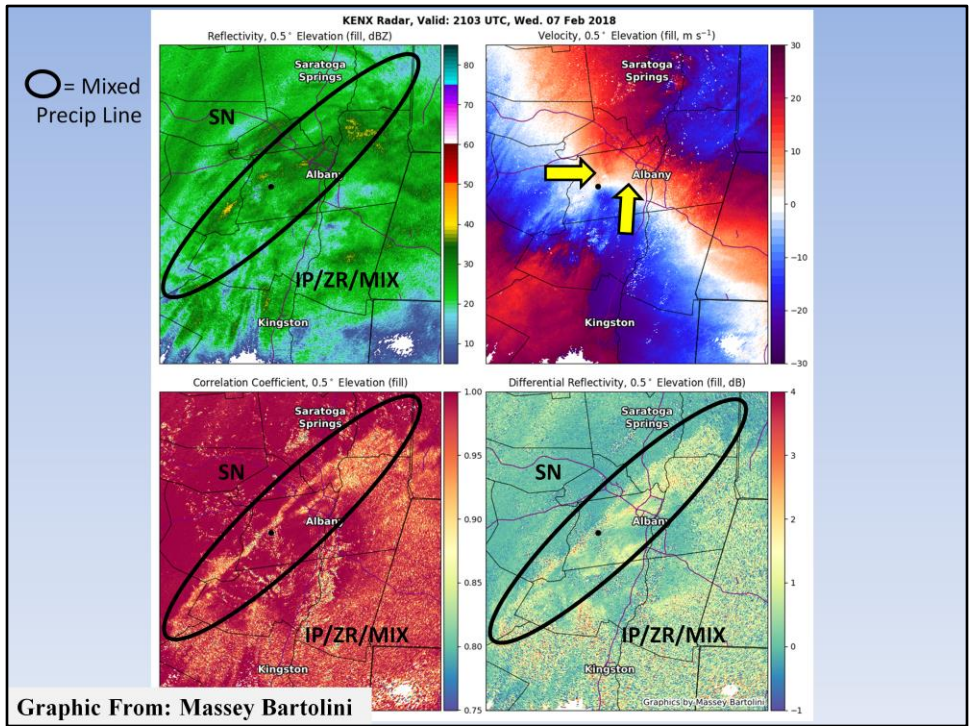 KENX Radar, Valid: 2103 UTC, Wed. 07 Feb 2018
Reflectivity, 0.5° Elevation (fill, dBZ)
Velocity, 0.5° Elevation (fill, m s⁻¹)
= Mixed
Precip Line
Saratoga
Springs
SN
Albany
IP/ZR/MIX
Kingston
80
70
60
50
40
30
20
10
Saratoga
Springs
Albany
Kingston
30
20
10
0
−10
−20
−30
Correlation Coefficient, 0.5° Elevation (fill)
Differential Reflectivity, 0.5° Elevation (fill, dB)
Saratoga
Springs
SN
Albany
IP/ZR/MIX
Kingston
1.00
0.95
0.90
0.85
0.80
0.75
Saratoga
Springs
SN
Albany
IP/ZR/MIX
Kingston
4
3
2
1
0
−1
Graphics by Massey Bartolini
Graphic From: Massey Bartolini